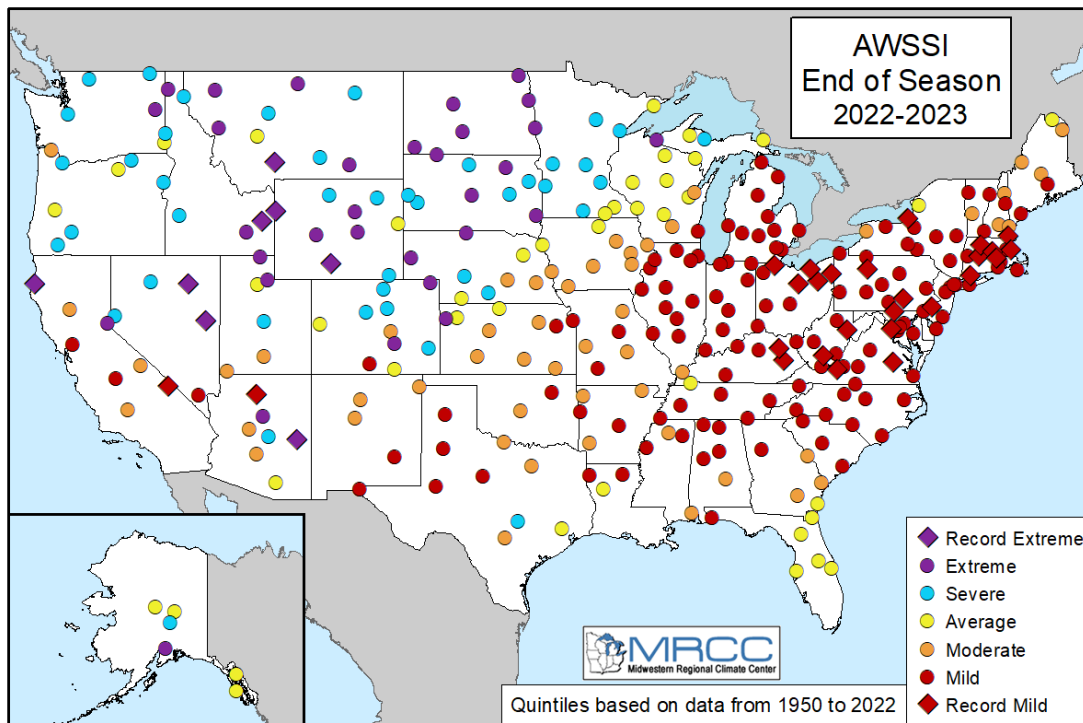 AWSSI
End of Season
2022-2023
Record Extreme
Extreme
Severe
Average
Moderate
Mild
Record Mild
MRCC
Midwestern Regional Climate Center
Quintiles based on data from 1950 to 2022